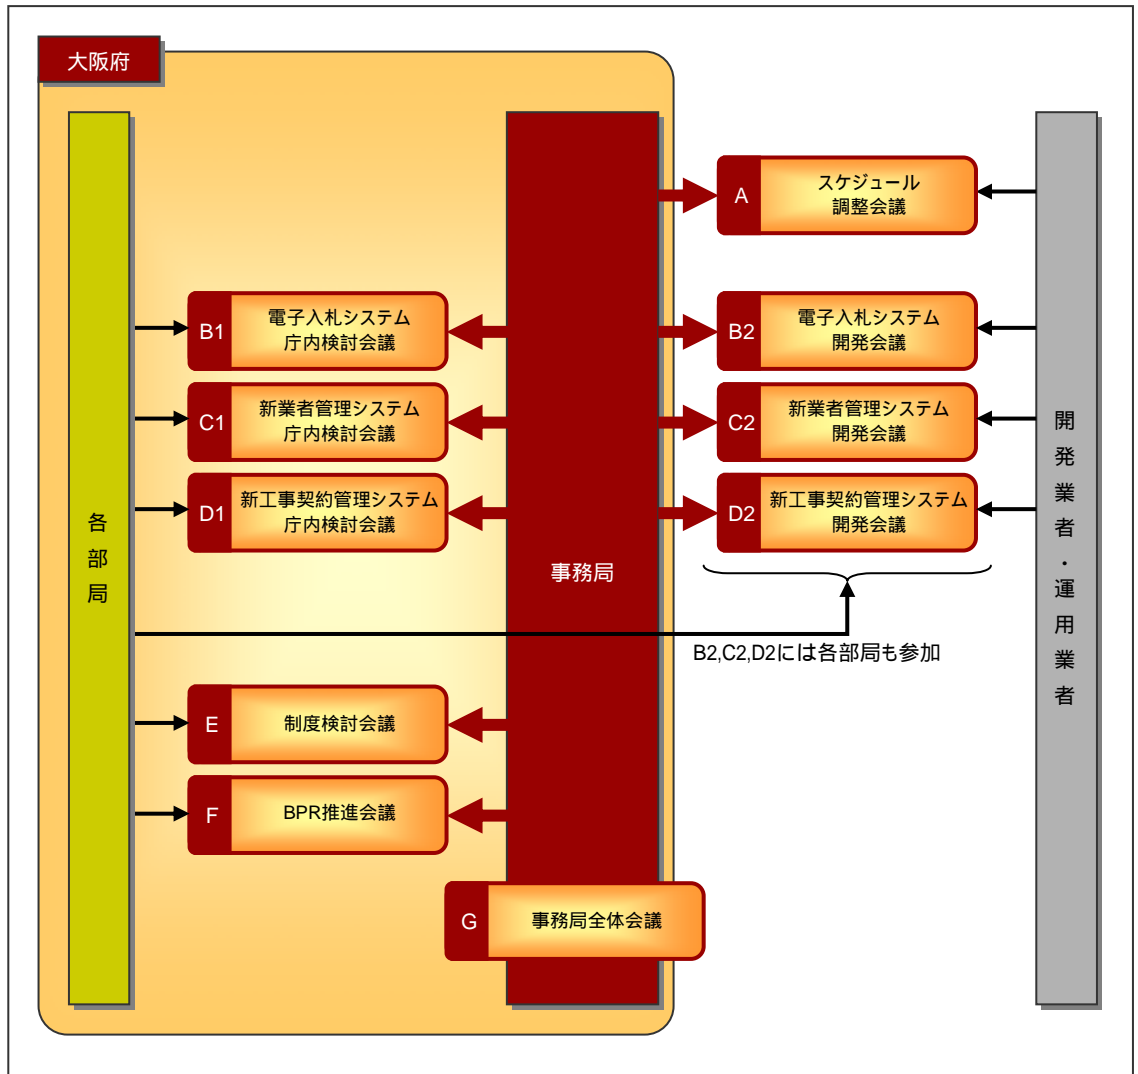 大阪府
各部局
事務局
開発業者・運用業者
A
スケジュール
調整会議
B1
電子入札システム
庁内検討会議
B2
電子入札システム
開発会議
C1
新業者管理システム
庁内検討会議
C2
新業者管理システム
開発会議
D1
新工事契約管理システム
庁内検討会議
D2
新工事契約管理システム
開発会議
B2,C2,D2には各部局も参加
E
制度検討会議
F
BPR推進会議
G
事務局全体会議